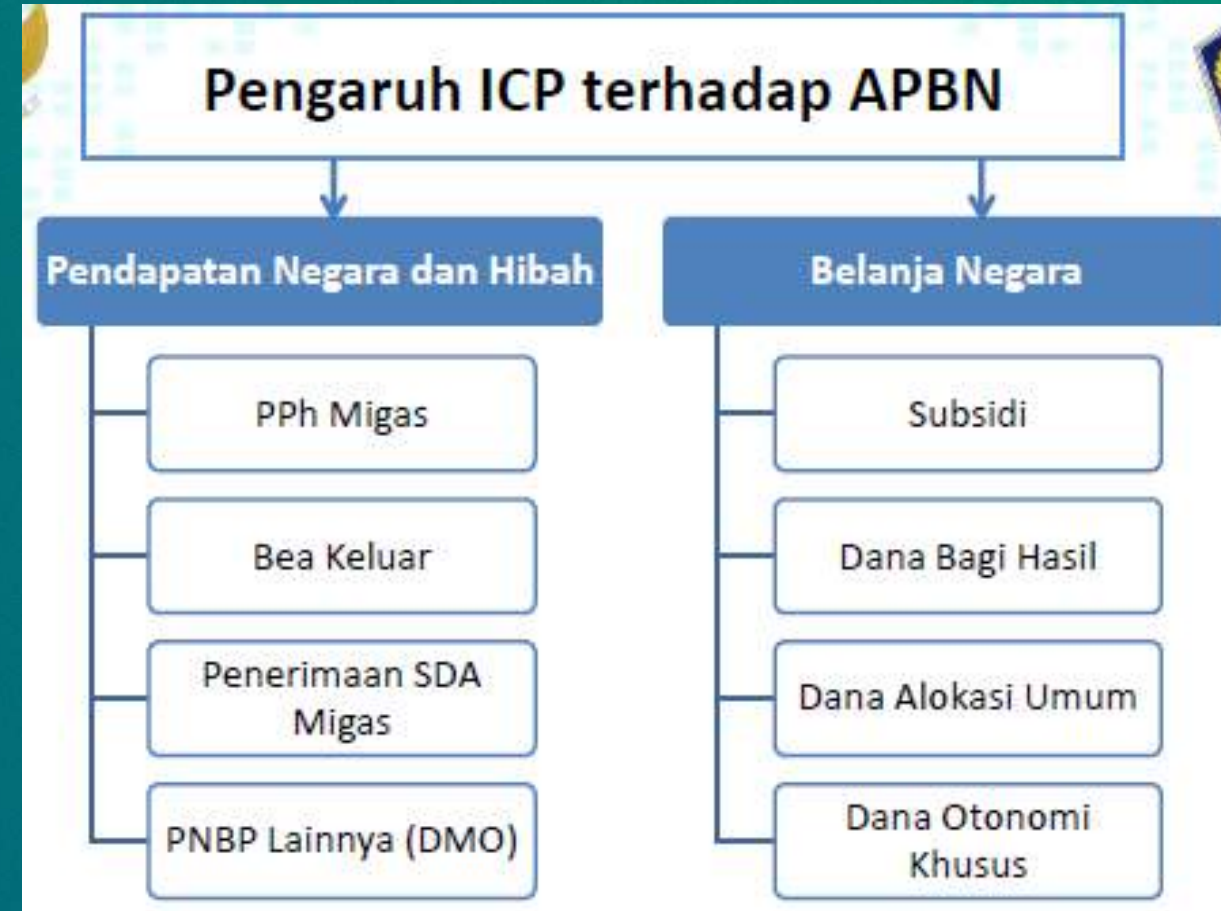 Pengaruh ICP terhadap APBN
Pendapatan Negara dan Hibah
PPh Migas
Bea Keluar
Penerimaan SDA
Migas
PNBP Lainnya (DMO)
Belanja Negara
Subsidi
Dana Bagi Hasil
Dana Alokasi Umum
Dana Otonomi
Khusus